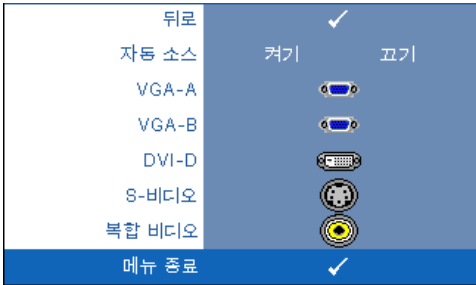 뒤로
자동 소스 켜기 끄기
VGA-A
VGA-B
DVI-D
S-비디오
복합 비디오
메뉴 종료